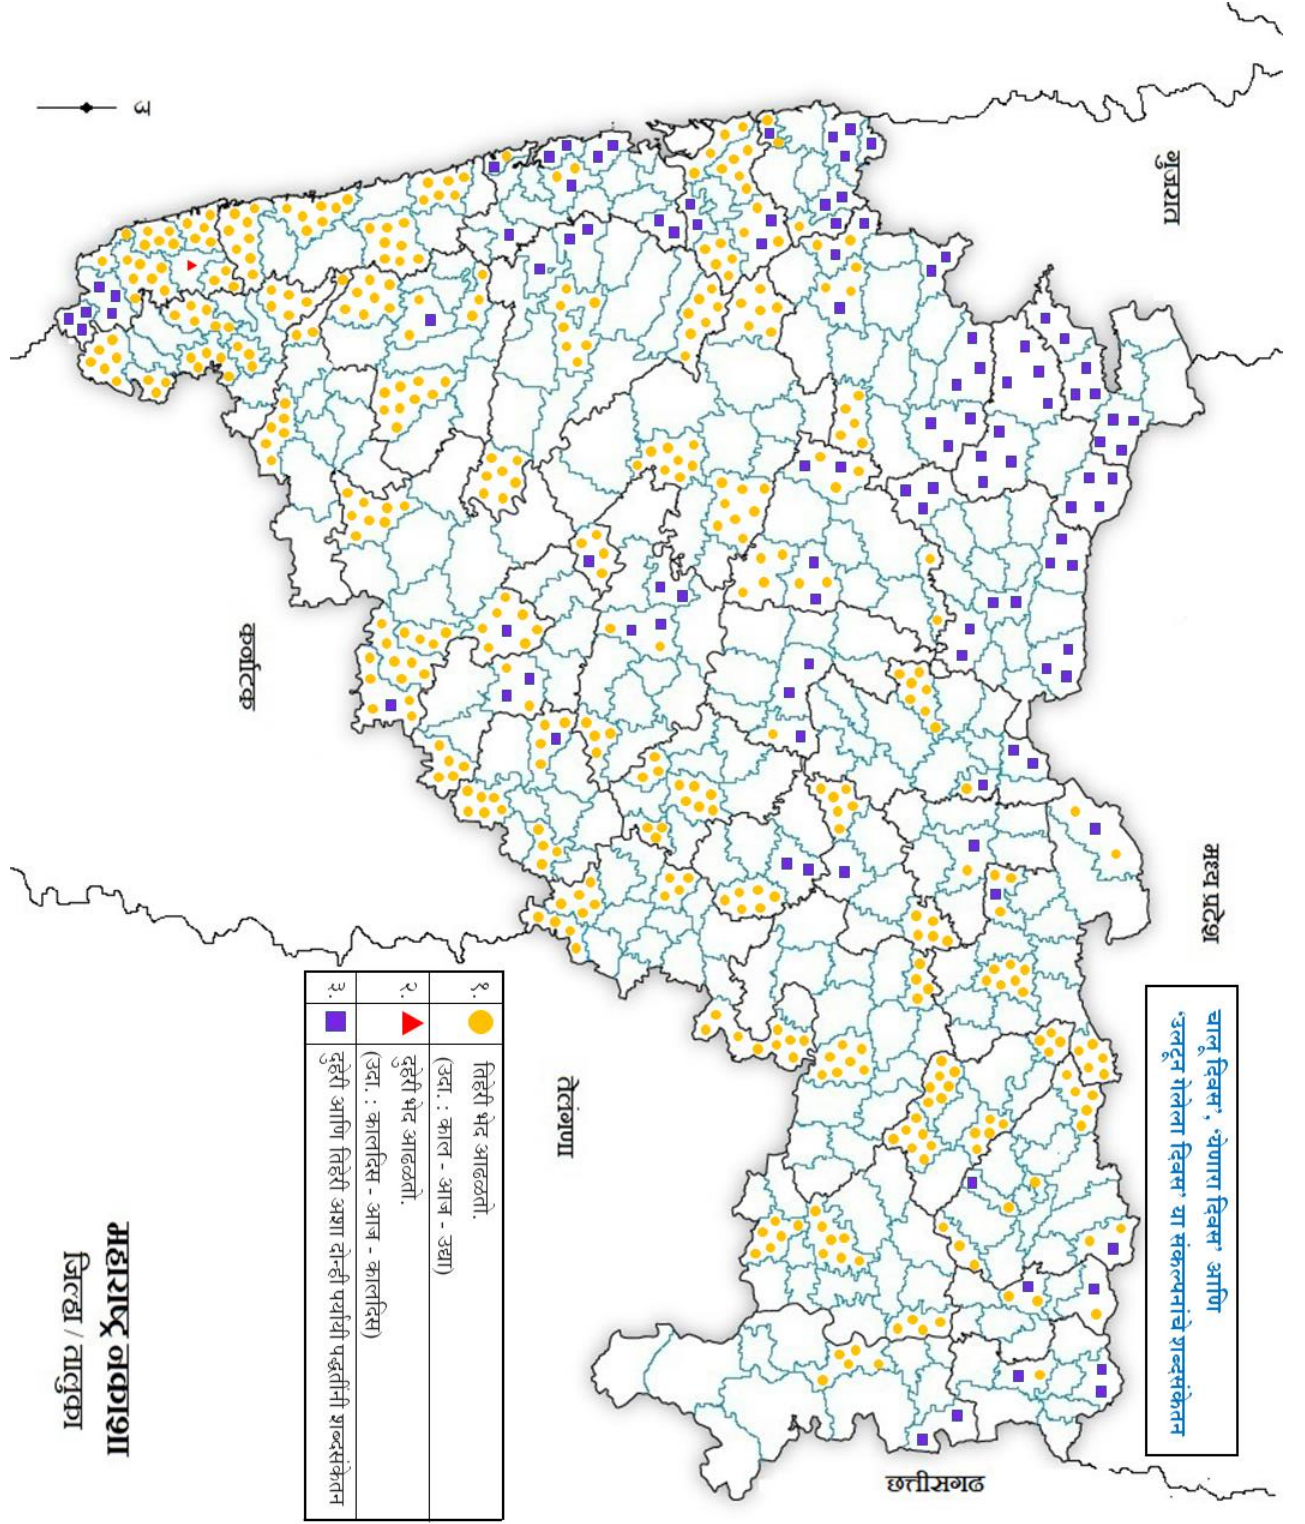 चालू दिवस', 'येणारा दिवस' आणि
'उलटून गेलेला दिवस' या संकल्पनांचे शब्दसंकेतन
गुजरात
मध्य प्रदेश
छत्तीसगढ
कर्नाटक
तेलंगणा
उ
१. तिहेरी भेद आढळतो.
(उदा. : काल - आज - उद्या)
२. दुहेरी भेद आढळतो.
(उदा. : कालदिस - आज - कालदिस)
३. दुहेरी आणि तिहेरी अशा दोन्ही पर्यायी पद्धतींनी शब्दसंकेतन
महाराष्ट्र नकाशा
जिल्हा / तालुका